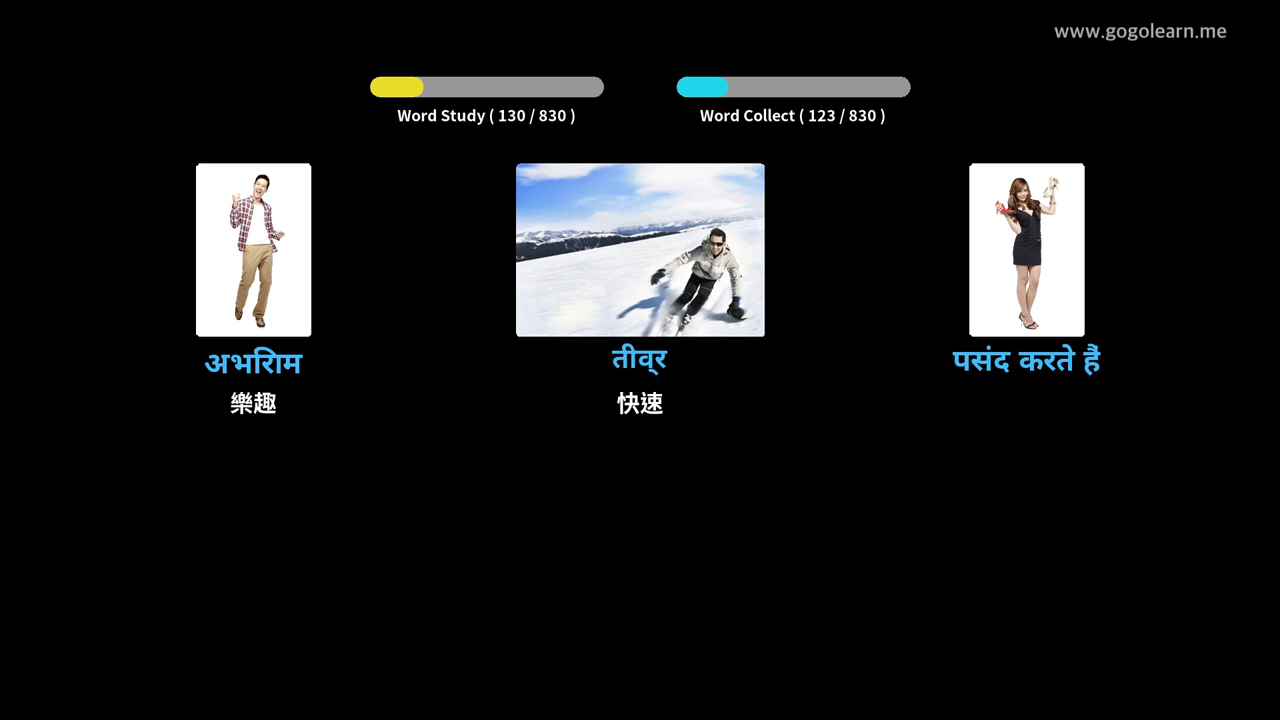 www.gogolearn.me
Word Study ( 130 / 830 )
Word Collect ( 123 / 830 )
अभिराम
तीव्र
पसंद करते हैं
樂趣
快速